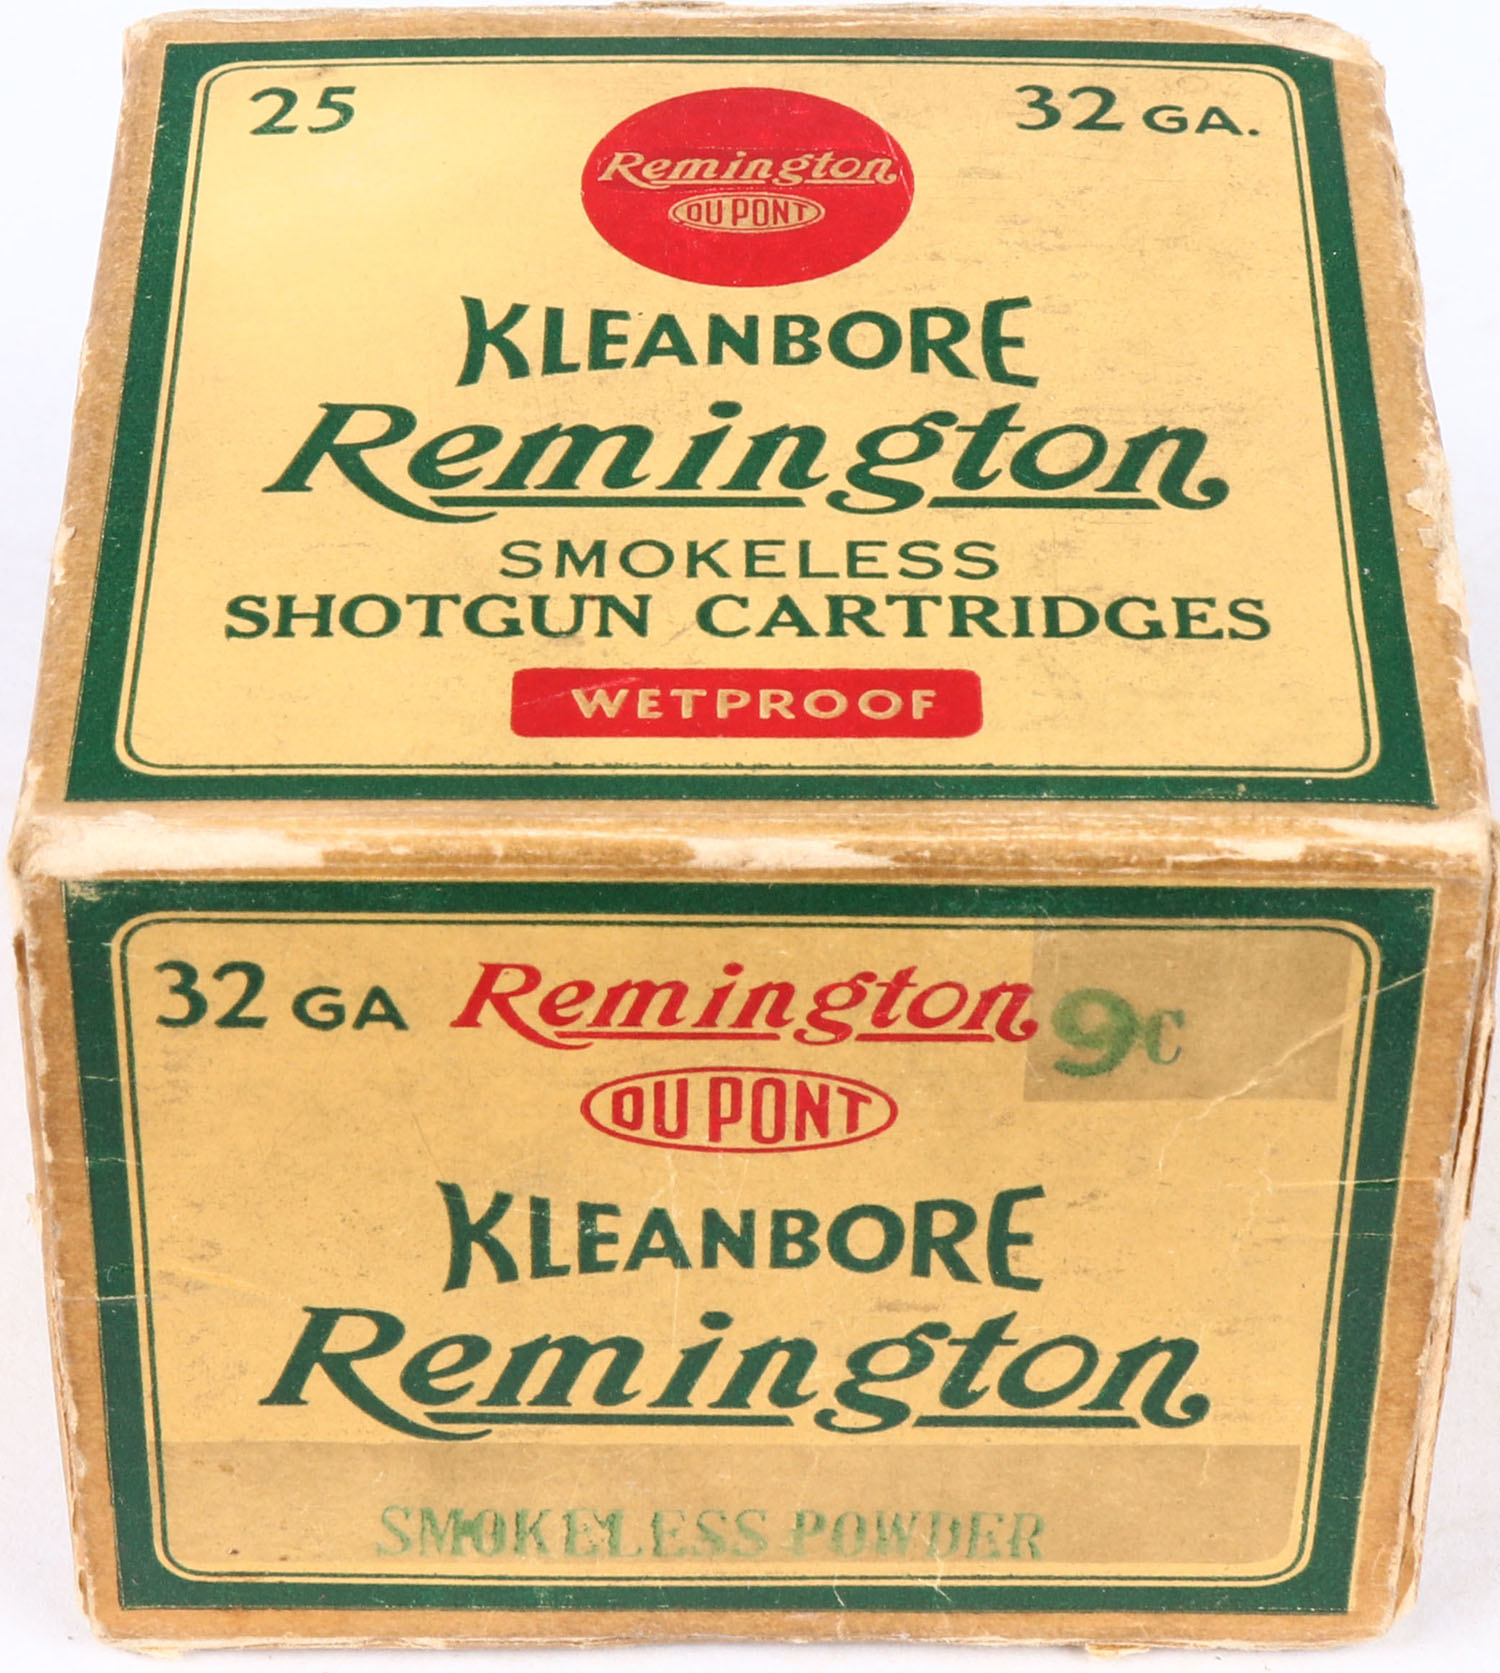 25 32 GA.
Remington
DU PONT
KLEANBORE
Remington
SMOKELESS
SHOTGUN CARTRIDGES
WETPROOF
32 GA Remington 9c
DU PONT
KLEANBORE
Remington
SMOKELESS POWDER